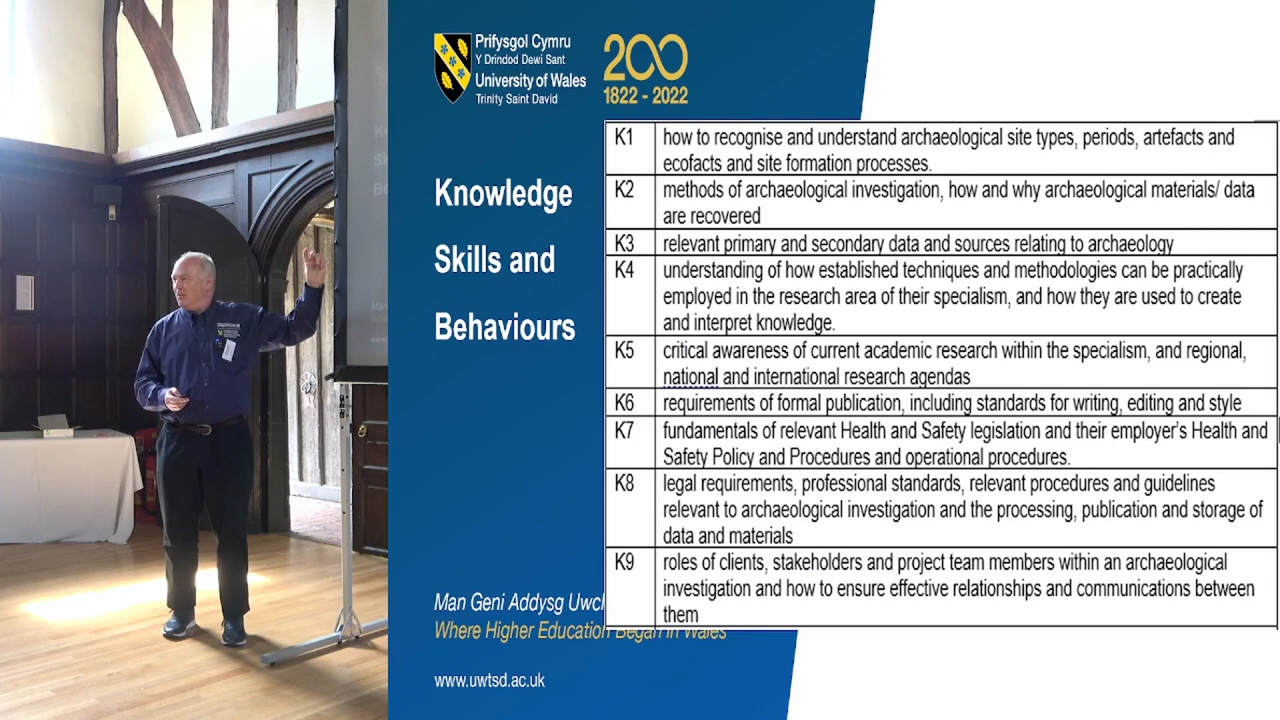 Prifysgol Cymru
Y Drindod Dewi Sant
University of Wales
Trinity Saint David
200
1822 - 2022
Knowledge
Skills and
Behaviours
K1 how to recognise and understand archaeological site types, periods, artefacts and
ecofacts and site formation processes.
K2 methods of archaeological investigation, how and why archaeological materials/ data
are recovered
K3 relevant primary and secondary data and sources relating to archaeology
K4 understanding of how established techniques and methodologies can be practically
employed in the research area of their specialism, and how they are used to create
and interpret knowledge.
K5 critical awareness of current academic research within the specialism, and regional,
national and international research agendas
K6 requirements of formal publication, including standards for writing, editing and style
K7 fundamentals of relevant Health and Safety legislation and their employer's Health and
Safety Policy and Procedures and operational procedures.
K8 legal requirements, professional standards, relevant procedures and guidelines
relevant to archaeological investigation and the processing, publication and storage of
data and materials
K9 roles of clients, stakeholders and project team members within an archaeological
investigation and how to ensure effective relationships and communications between
them
Man Geni Addysg
Where Higher Education Began in Wales
www.uwtsd.ac.uk